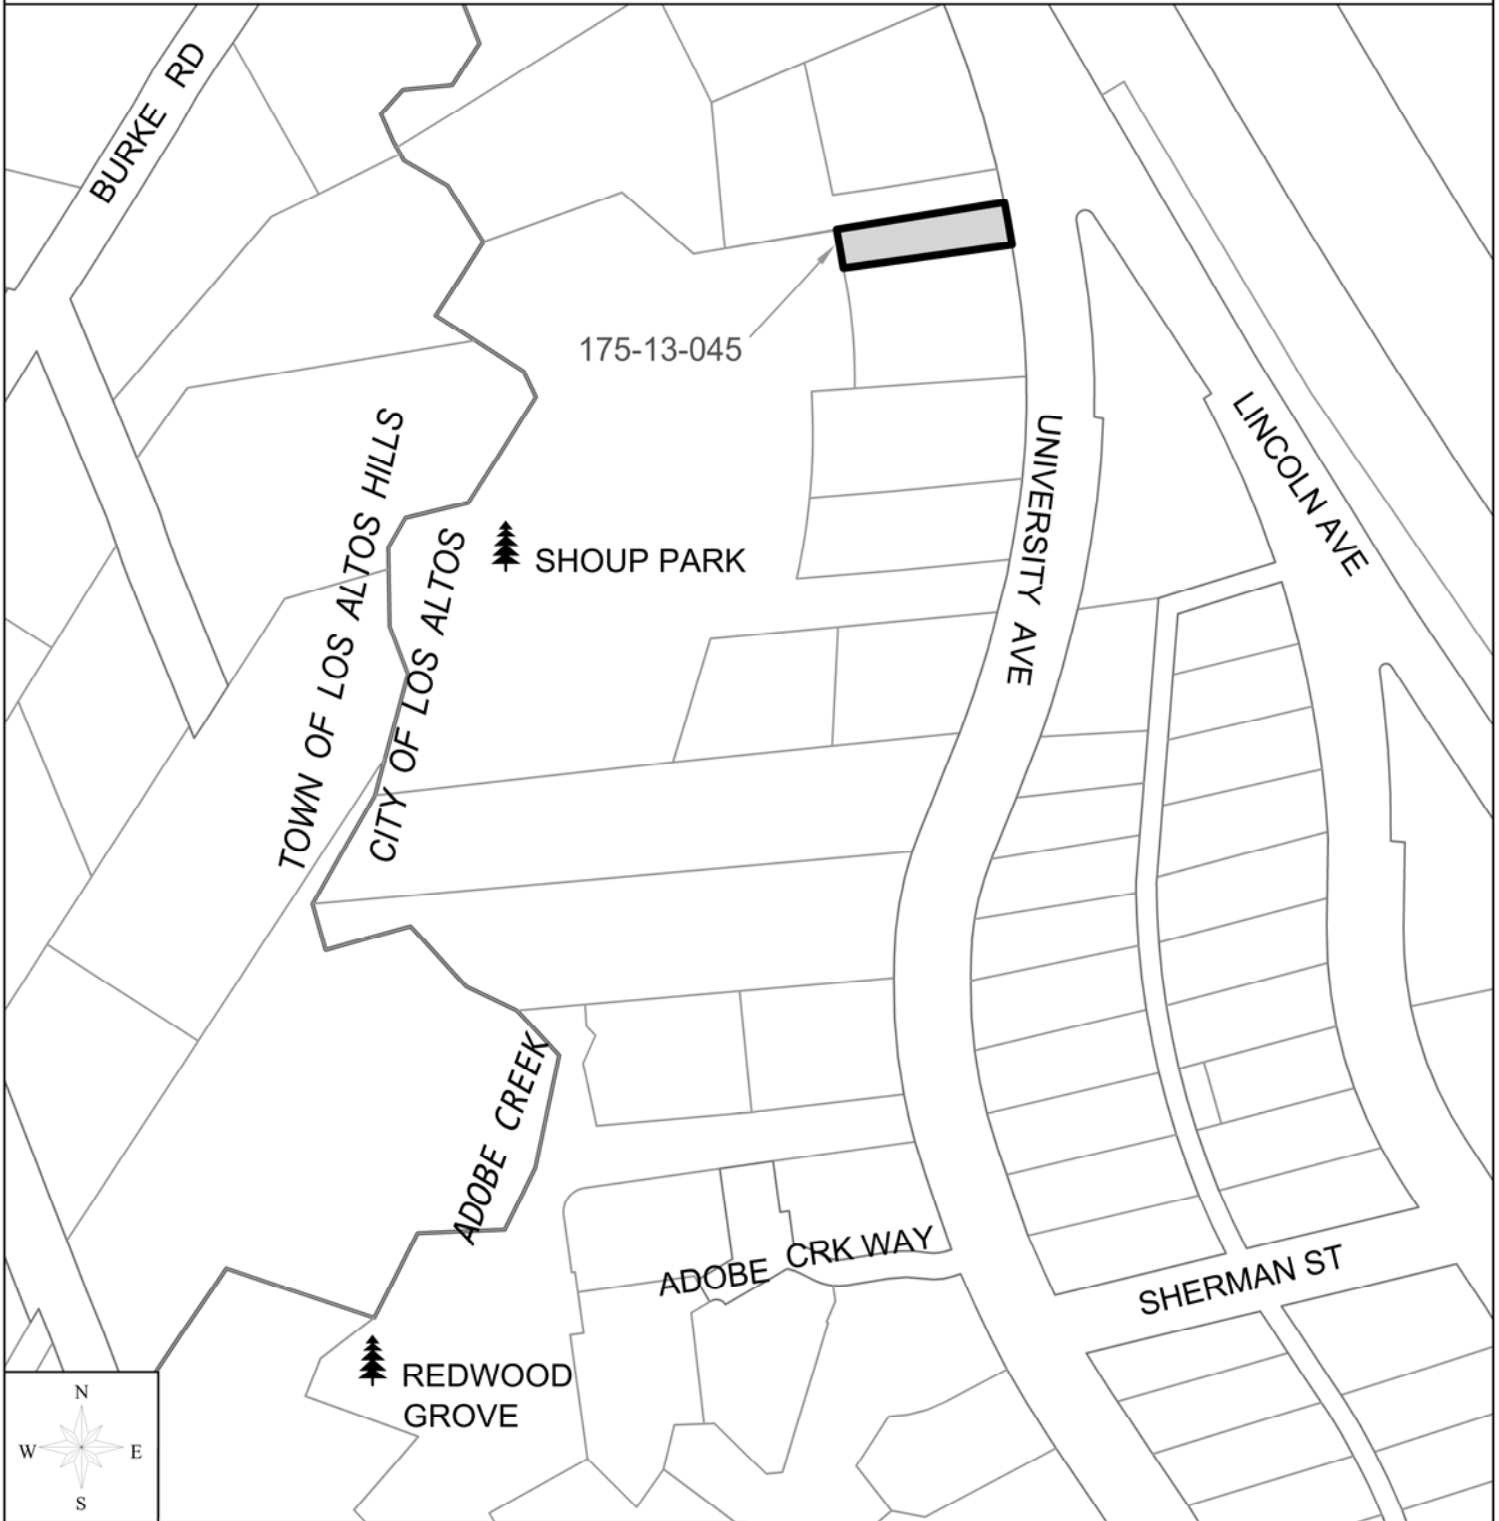 BURKE RD
175-13-045
LINCOLN AVE
UNIVERSITY AVE
TOWN OF LOS ALTOS HILLS
CITY OF LOS ALTOS
SHOUP PARK
ADOBE CREEK
ADOBE CRK WAY
SHERMAN ST
REDWOOD
GROVE
N
W E
S